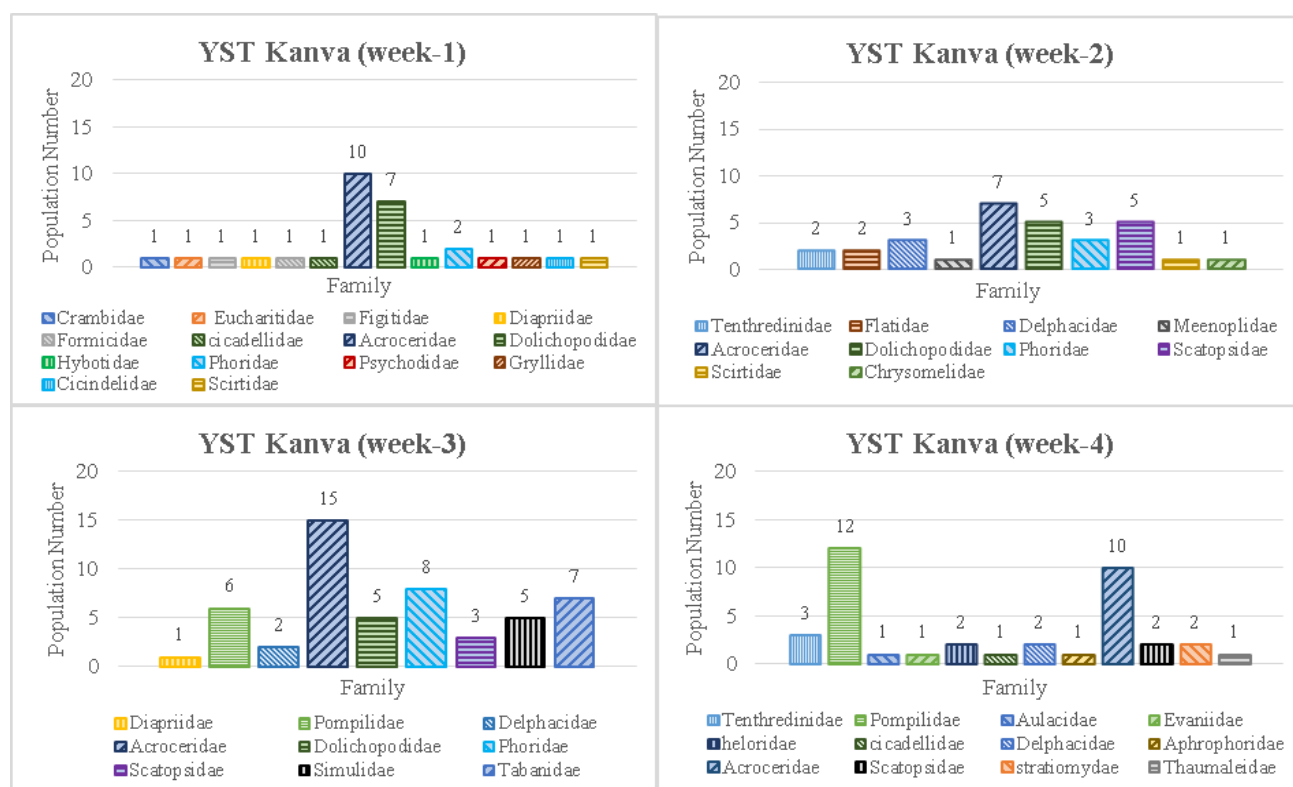 YST Kanva (week-1)
Population Number
20
15
10
5
0
1 1 1 1 1 1 10 7 1 2 1 1 1 1
Family
Crambidae Eucharitidae Figitidae Diapriidae
Formicidae cicadellidae Acroceridae Dolichopodidae
Hybotidae Phoridae Psychodidae Gryllidae
Cicindelidae Scirtidae
YST Kanva (week-2)
Population Number
20
15
10
5
0
2 2 3 1 7 5 3 5 1 1
Family
Tenthredinidae Flatidae Delphacidae Meenoplidae
Acroceridae Dolichopodidae Phoridae Scatopsidae
Scirtidae Chrysomelidae
YST Kanva (week-3)
Population Number
20
15
10
5
0
1 6 2 15 5 8 3 5 7
Family
Diapriidae Pompilidae Delphacidae
Acroceridae Dolichopodidae Phoridae
Scatopsidae Simulidae Tabanidae
YST Kanva (week-4)
Population Number
20
15
10
5
0
3 12 1 1 2 1 2 1 10 2 2 1
Family
Tenthredinidae Pompilidae Aulacidae Evaniidae
heloridae cicadellidae Delphacidae Aphrophoridae
Acroceridae Scatopsidae stratiomydae Thaumaleidae